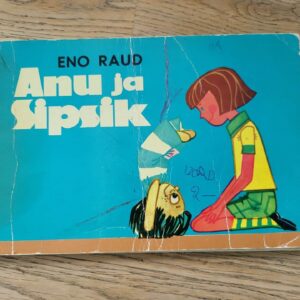 ENO RAUD
Anu ja
Sipsik